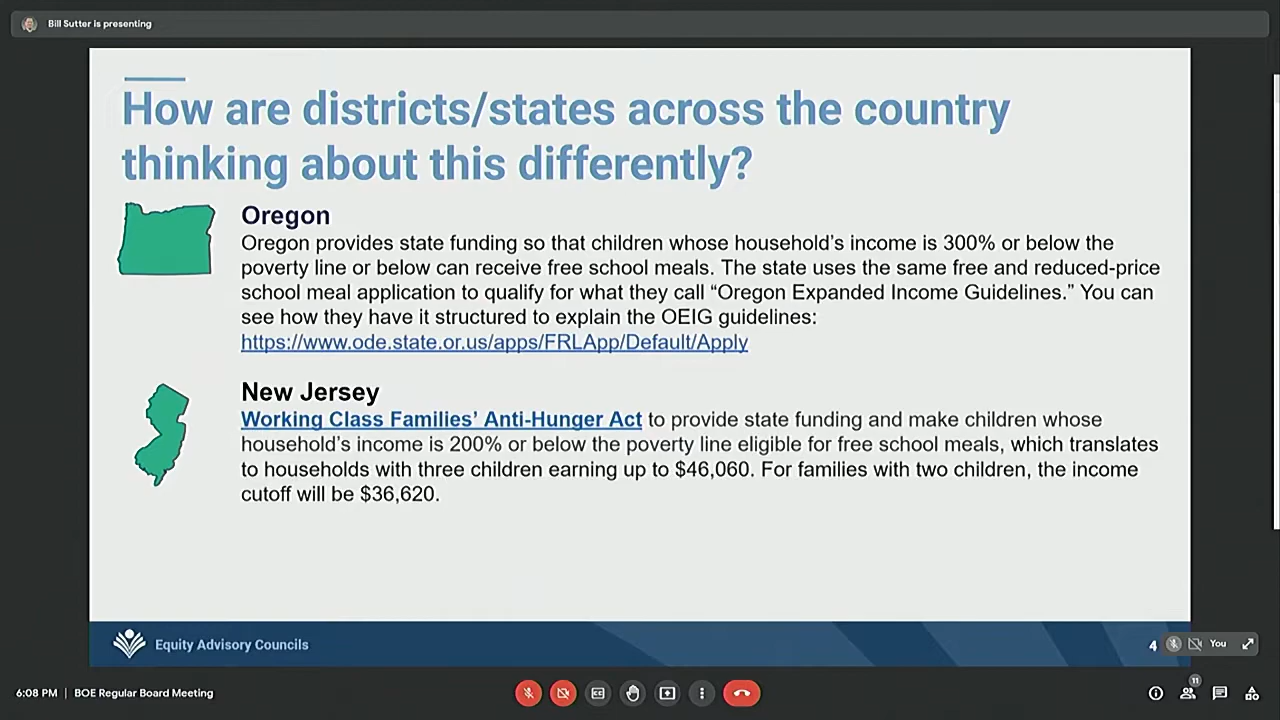 Bill Sutter is presenting
How are districts/states across the country
thinking about this differently?
Oregon
Oregon provides state funding so that children whose household's income is 300% or below the
poverty line or below can receive free school meals. The state uses the same free and reduced-price
school meal application to qualify for what they call “Oregon Expanded Income Guidelines.” You can
see how they have it structured to explain the OEIG guidelines:
https://www.ode.state.or.us/apps/FRLApp/Default/Apply
New Jersey
Working Class Families’ Anti-Hunger Act to provide state funding and make children whose
household’s income is 200% or below the poverty line eligible for free school meals, which translates
to households with three children earning up to $46,060. For families with two children, the income
cutoff will be $36,620.
Equity Advisory Councils
4
You
6:08 PM | BOE Regular Board Meeting
11